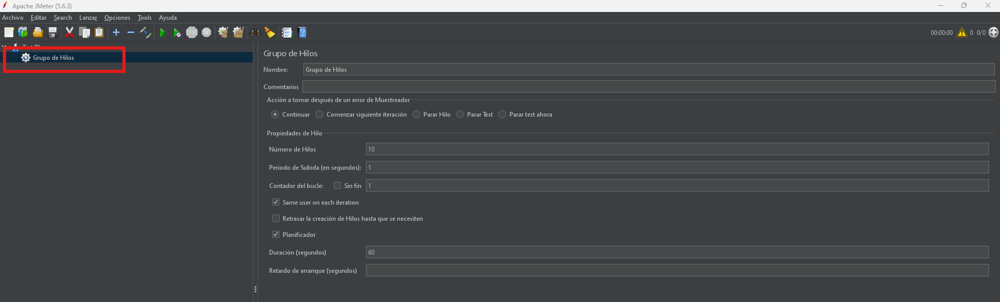 Apache JMeter (5.6.3)
Archivo Editar Search Lanzar Opciones Tools Ayuda
STOP
00:00:00 0 0/0
Grupo de Hilos
Grupo de Hilos
Nombre: Grupo de Hilos
Comentarios
Acción a tomar después de un error de Muestreador
Continuar Comenzar siguiente iteración Parar Hilo Parar Test Parar test ahora
Propiedades de Hilo
Número de Hilos 10
Periodo de Subida (en segundos): 1
Contador del bucle: Sin fín 1
Same user on each iteration
Retrasar la creación de Hilos hasta que se necesiten
Planificador
Duración (segundos) 60
Retardo de arranque (segundos)